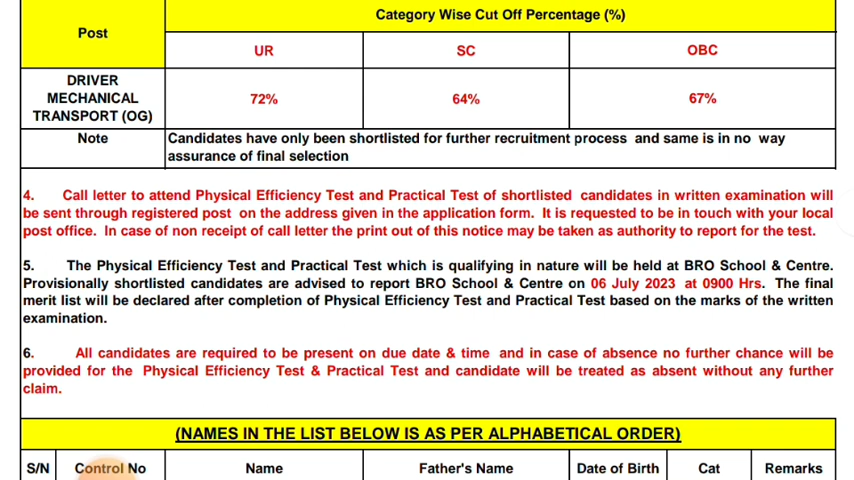 Post
Category Wise Cut Off Percentage (%)
UR SC OBC
DRIVER
MECHANICAL
TRANSPORT (OG)
72% 64% 67%
Note
Candidates have only been shortlisted for further recruitment process and same is in no way
assurance of final selection
4. Call letter to attend Physical Efficiency Test and Practical Test of shortlisted candidates in written examination will
be sent through registered post on the address given in the application form. It is requested to be in touch with your local
post office. In case of non receipt of call letter the print out of this notice may be taken as authority to report for the test.
5. The Physical Efficiency Test and Practical Test which is qualifying in nature will be held at BRO School & Centre.
Provisionally shortlisted candidates are advised to report BRO School & Centre on 06 July 2023 at 0900 Hrs. The final
merit list will be declared after completion of Physical Efficiency Test and Practical Test based on the marks of the written
examination.
6. All candidates are required to be present on due date & time and in case of absence no further chance will be
provided for the Physical Efficiency Test & Practical Test and candidate will be treated as absent without any further
claim.
(NAMES IN THE LIST BELOW IS AS PER ALPHABETICAL ORDER)
S/N Control No Name Father's Name Date of Birth Cat Remarks